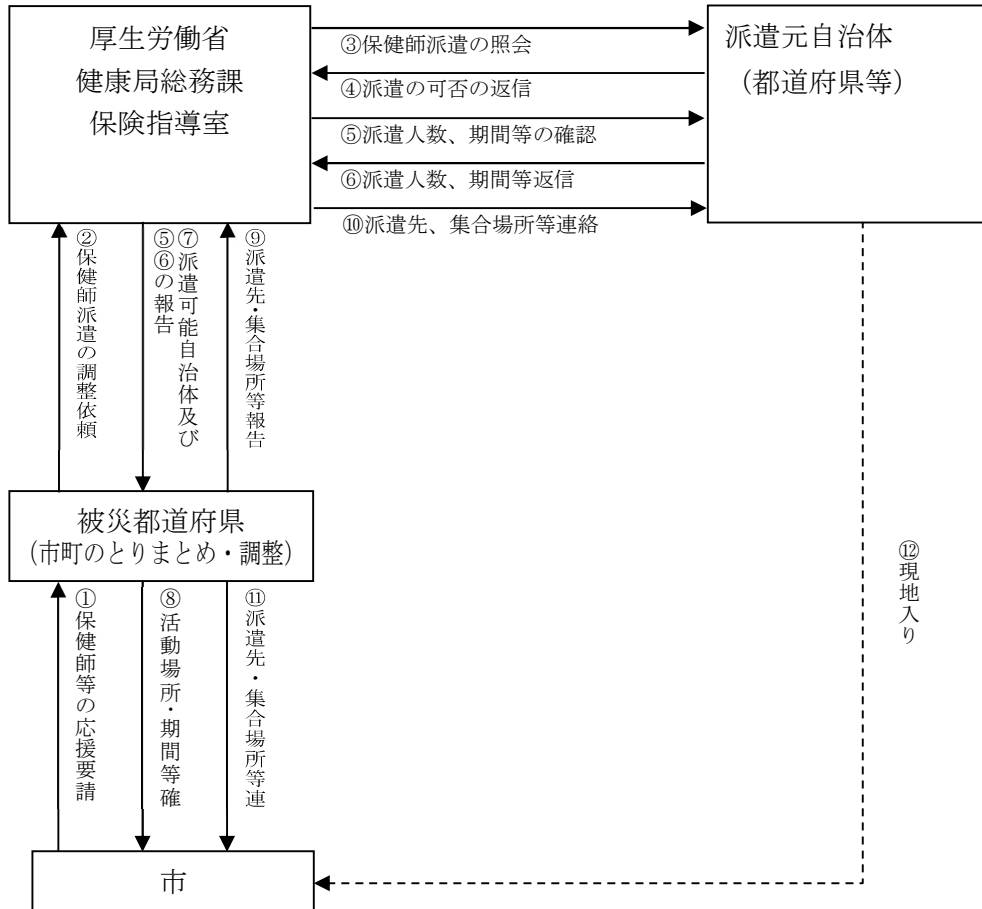 厚生労働省
健康局総務課
保険指導室
③保健師派遣の照会
④派遣の可否の返信
⑤派遣人数、期間等の確認
⑥派遣人数、期間等返信
⑩派遣先、集合場所等連絡
派遣元自治体
（都道府県等）
②保健師派遣の調整依頼
⑦派遣可能自治体及び
⑤⑥の報告
⑨派遣先・集合場所等報告
被災都道府県
（市町のとりまとめ・調整）
①保健師等の応援要請
⑧活動場所・期間等確
⑪派遣先・集合場所等連
⑫現地入り
市